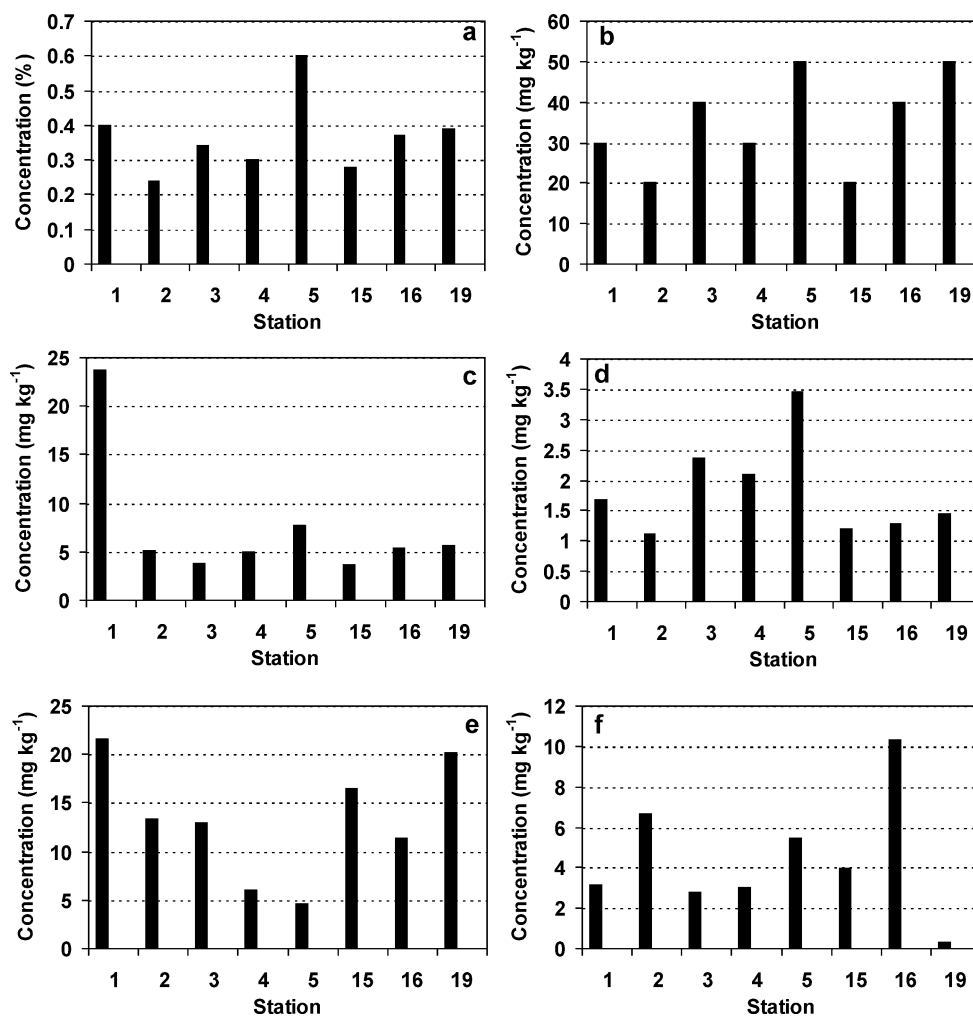 a
Concentration (%)
0.7
0.6
0.5
0.4
0.3
0.2
0.1
0
1 2 3 4 5 15 16 19
Station
b
Concentration (mg kg-1)
60
50
40
30
20
10
0
1 2 3 4 5 15 16 19
Station
c
Concentration (mg kg-1)
25
20
15
10
5
0
1 2 3 4 5 15 16 19
Station
d
Concentration (mg kg-1)
4
3.5
3
2.5
2
1.5
1
0.5
0
1 2 3 4 5 15 16 19
Station
e
Concentration (mg kg-1)
25
20
15
10
5
0
1 2 3 4 5 15 16 19
Station
f
Concentration (mg kg-1)
12
10
8
6
4
2
0
1 2 3 4 5 15 16 19
Station